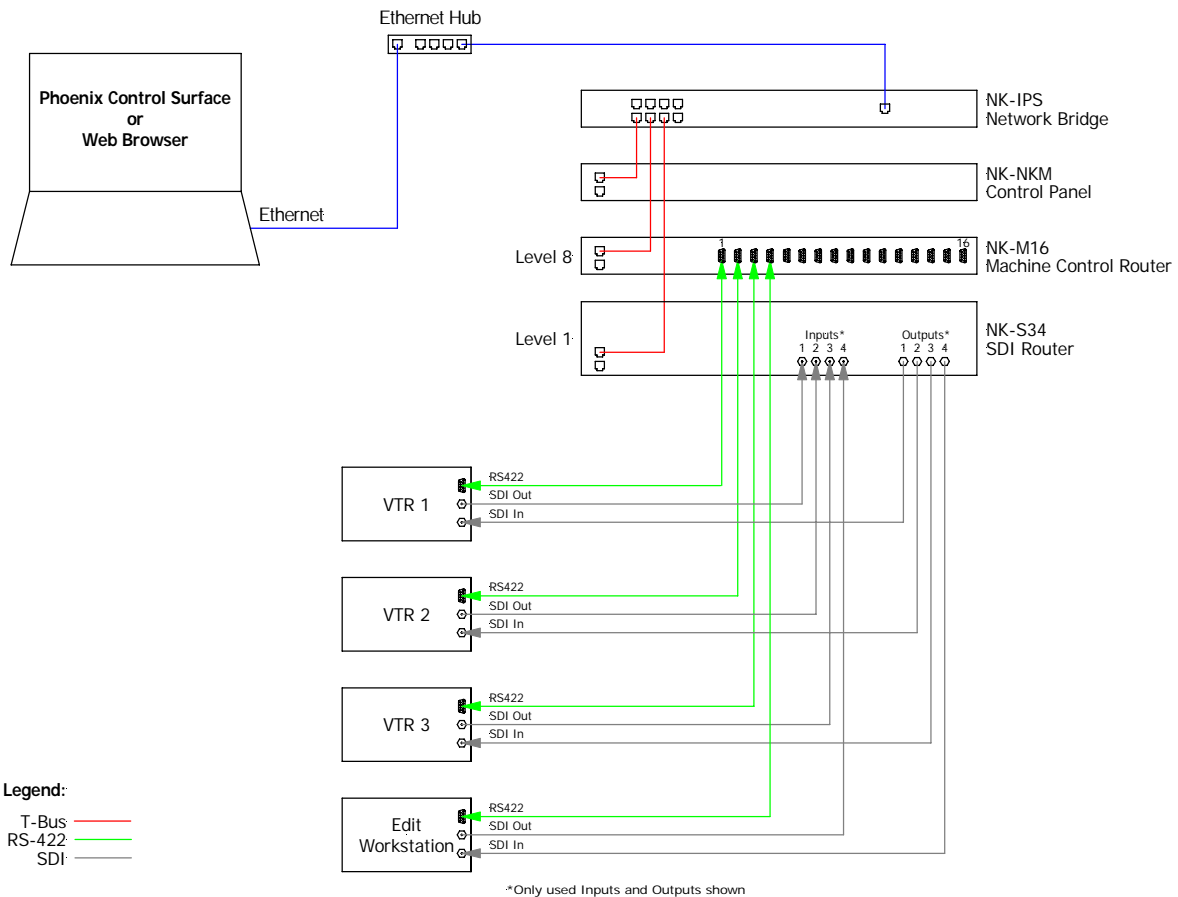 Ethernet Hub
Phoenix Control Surface
or
Web Browser
Ethernet
NK-IPS
Network Bridge
NK-NKM
Control Panel
Level 8
1
16
NK-M16
Machine Control Router
Level 1
Inputs*
1 2 3 4
Outputs*
1 2 3 4
NK-S34
SDI Router
VTR 1
RS422
SDI Out
SDI In
VTR 2
RS422
SDI Out
SDI In
VTR 3
RS422
SDI Out
SDI In
Edit
Workstation
RS422
SDI Out
SDI In
Legend:
T-Bus
RS-422
SDI
*Only used Inputs and Outputs shown